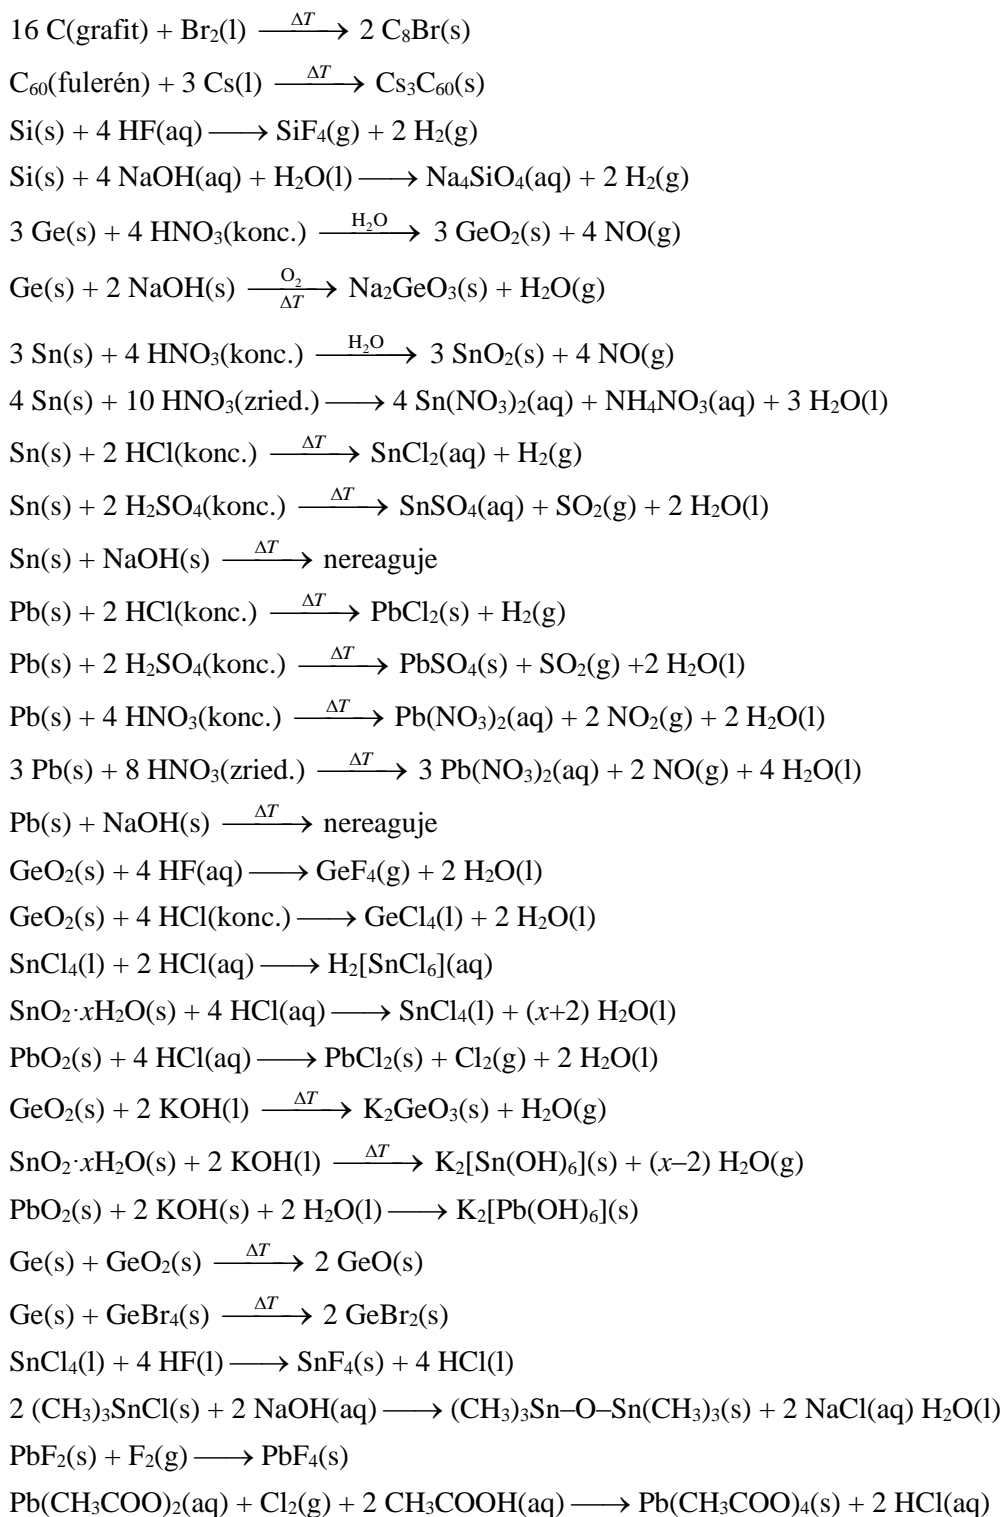 16 C(grafit) + Br₂(l) —ΔT→ 2 C₈Br(s)
C₆₀(fulerén) + 3 Cs(l) —ΔT→ Cs₃C₆₀(s)
Si(s) + 4 HF(aq) ⟶ SiF₄(g) + 2 H₂(g)
Si(s) + 4 NaOH(aq) + H₂O(l) ⟶ Na₄SiO₄(aq) + 2 H₂(g)
3 Ge(s) + 4 HNO₃(konc.) —H₂O→ 3 GeO₂(s) + 4 NO(g)
Ge(s) + 2 NaOH(s) —O₂/ΔT→ Na₂GeO₃(s) + H₂O(g)
3 Sn(s) + 4 HNO₃(konc.) —H₂O→ 3 SnO₂(s) + 4 NO(g)
4 Sn(s) + 10 HNO₃(zried.) ⟶ 4 Sn(NO₃)₂(aq) + NH₄NO₃(aq) + 3 H₂O(l)
Sn(s) + 2 HCl(konc.) —ΔT→ SnCl₂(aq) + H₂(g)
Sn(s) + 2 H₂SO₄(konc.) —ΔT→ SnSO₄(aq) + SO₂(g) + 2 H₂O(l)
Sn(s) + NaOH(s) —ΔT→ nereaguje
Pb(s) + 2 HCl(konc.) —ΔT→ PbCl₂(s) + H₂(g)
Pb(s) + 2 H₂SO₄(konc.) —ΔT→ PbSO₄(s) + SO₂(g) +2 H₂O(l)
Pb(s) + 4 HNO₃(konc.) —ΔT→ Pb(NO₃)₂(aq) + 2 NO₂(g) + 2 H₂O(l)
3 Pb(s) + 8 HNO₃(zried.) —ΔT→ 3 Pb(NO₃)₂(aq) + 2 NO(g) + 4 H₂O(l)
Pb(s) + NaOH(s) —ΔT→ nereaguje
GeO₂(s) + 4 HF(aq) ⟶ GeF₄(g) + 2 H₂O(l)
GeO₂(s) + 4 HCl(konc.) ⟶ GeCl₄(l) + 2 H₂O(l)
SnCl₄(l) + 2 HCl(aq) ⟶ H₂[SnCl₆](aq)
SnO₂·xH₂O(s) + 4 HCl(aq) ⟶ SnCl₄(l) + (x+2) H₂O(l)
PbO₂(s) + 4 HCl(aq) ⟶ PbCl₂(s) + Cl₂(g) + 2 H₂O(l)
GeO₂(s) + 2 KOH(l) —ΔT→ K₂GeO₃(s) + H₂O(g)
SnO₂·xH₂O(s) + 2 KOH(l) —ΔT→ K₂[Sn(OH)₆](s) + (x–2) H₂O(g)
PbO₂(s) + 2 KOH(s) + 2 H₂O(l) ⟶ K₂[Pb(OH)₆](s)
Ge(s) + GeO₂(s) —ΔT→ 2 GeO(s)
Ge(s) + GeBr₄(s) —ΔT→ 2 GeBr₂(s)
SnCl₄(l) + 4 HF(l) ⟶ SnF₄(s) + 4 HCl(l)
2 (CH₃)₃SnCl(s) + 2 NaOH(aq) ⟶ (CH₃)₃Sn–O–Sn(CH₃)₃(s) + 2 NaCl(aq) H₂O(l)
PbF₂(s) + F₂(g) ⟶ PbF₄(s)
Pb(CH₃COO)₂(aq) + Cl₂(g) + 2 CH₃COOH(aq) ⟶ Pb(CH₃COO)₄(s) + 2 HCl(aq)